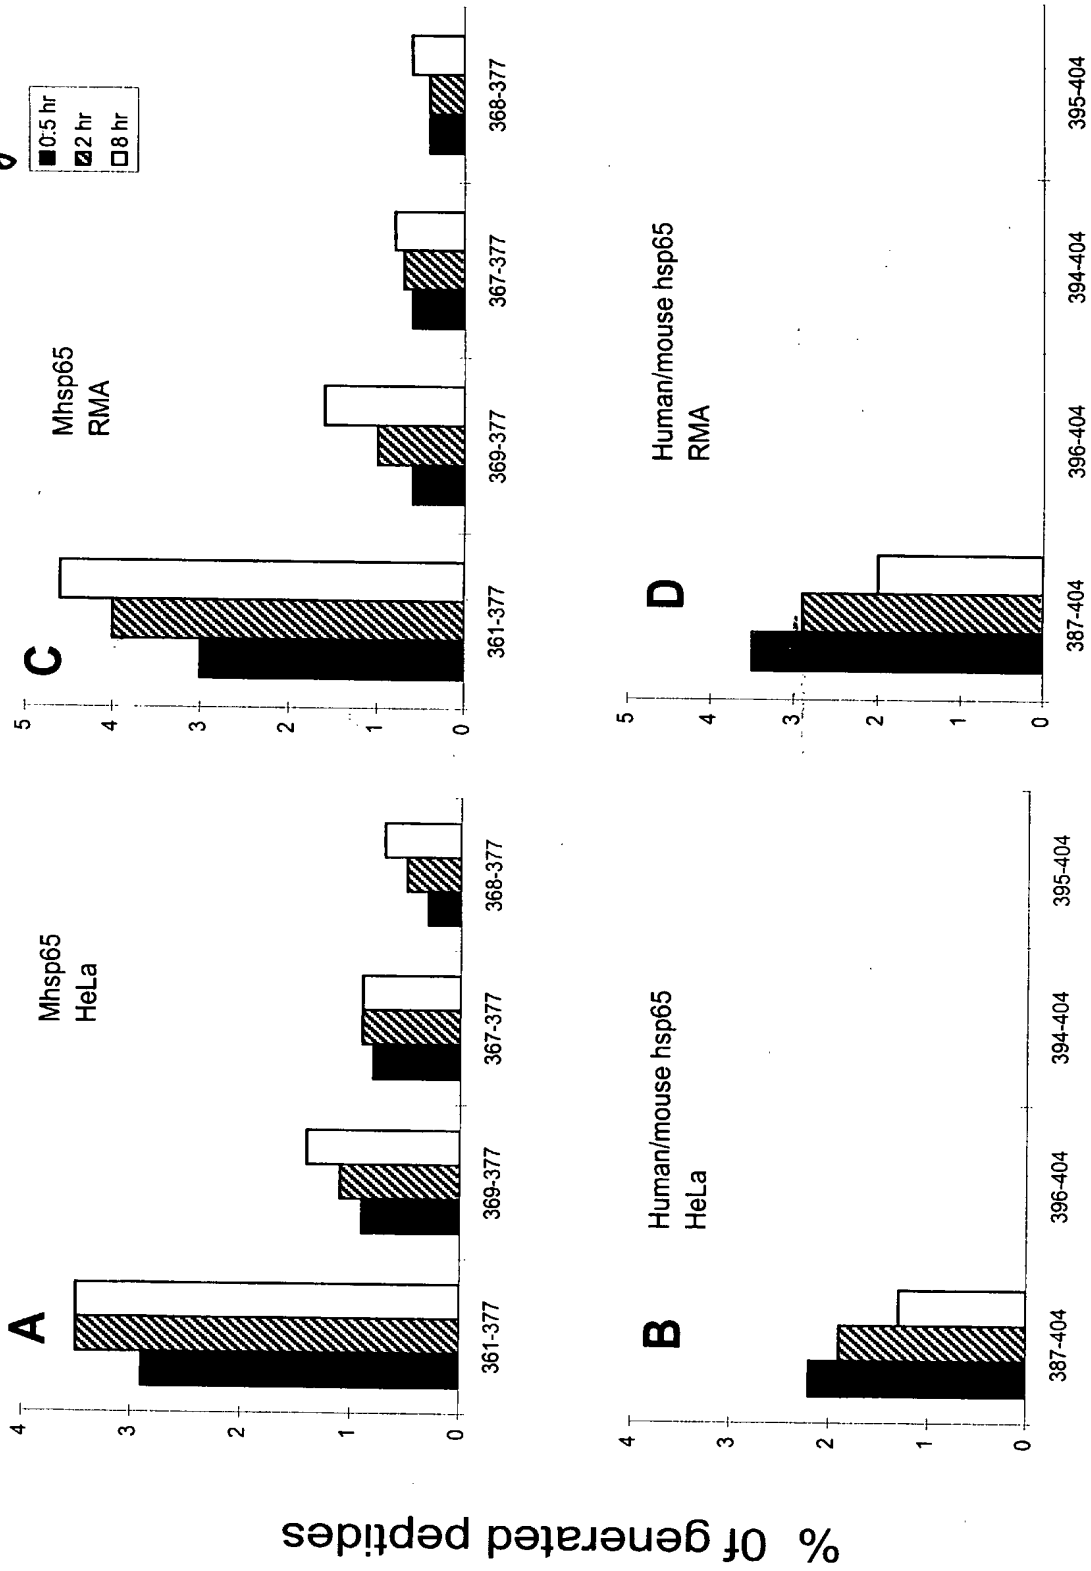 % Of generated peptides
A
Mhsp65
HeLa
4
3
2
1
0
361-377
369-377
367-377
368-377
C
Mhsp65
RMA
0.5 hr
2 hr
8 hr
5
4
3
2
1
0
361-377
369-377
367-377
368-377
B
Human/mouse hsp65
HeLa
4
3
2
1
0
387-404
396-404
394-404
395-404
D
Human/mouse hsp65
RMA
5
4
3
2
1
0
387-404
396-404
394-404
395-404